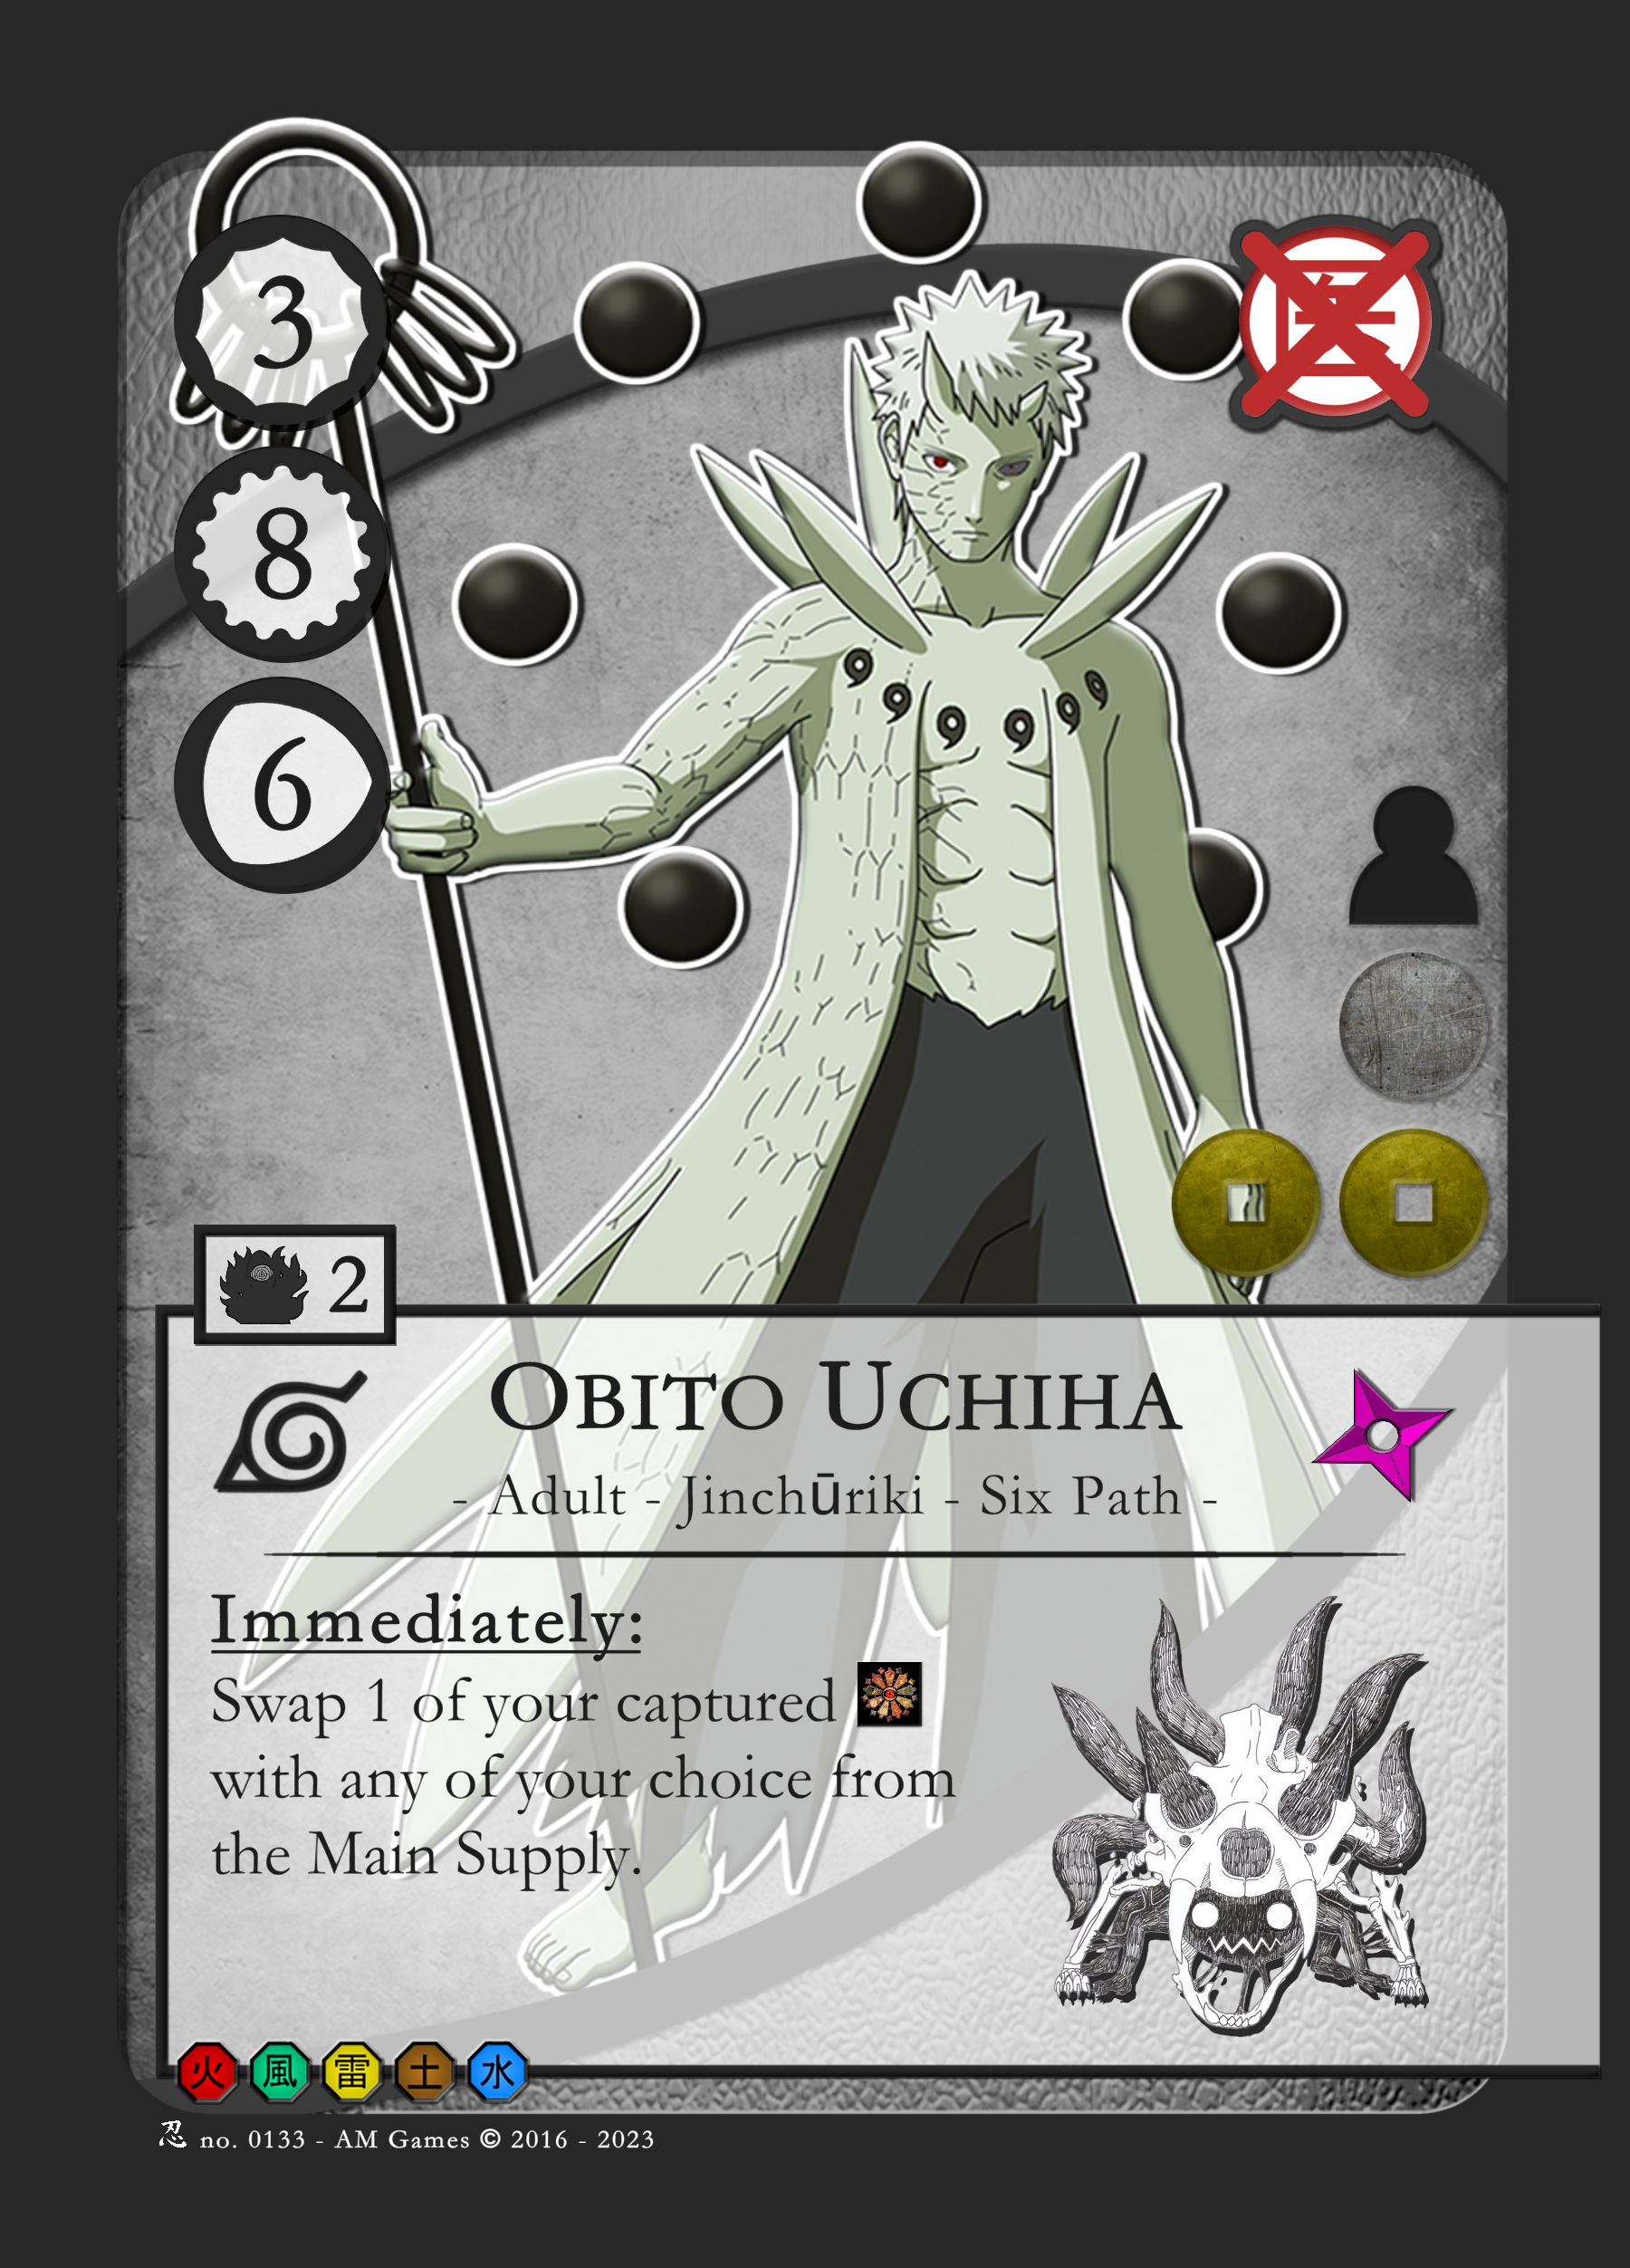 3
医
8
6
2
OBITO UCHIHA
- Adult - Jinchūriki - Six Path -
Immediately:
Swap 1 of your captured
with any of your choice from
the Main Supply.
火 風 雷 土 水
忍 no. 0133 - AM Games © 2016 - 2023